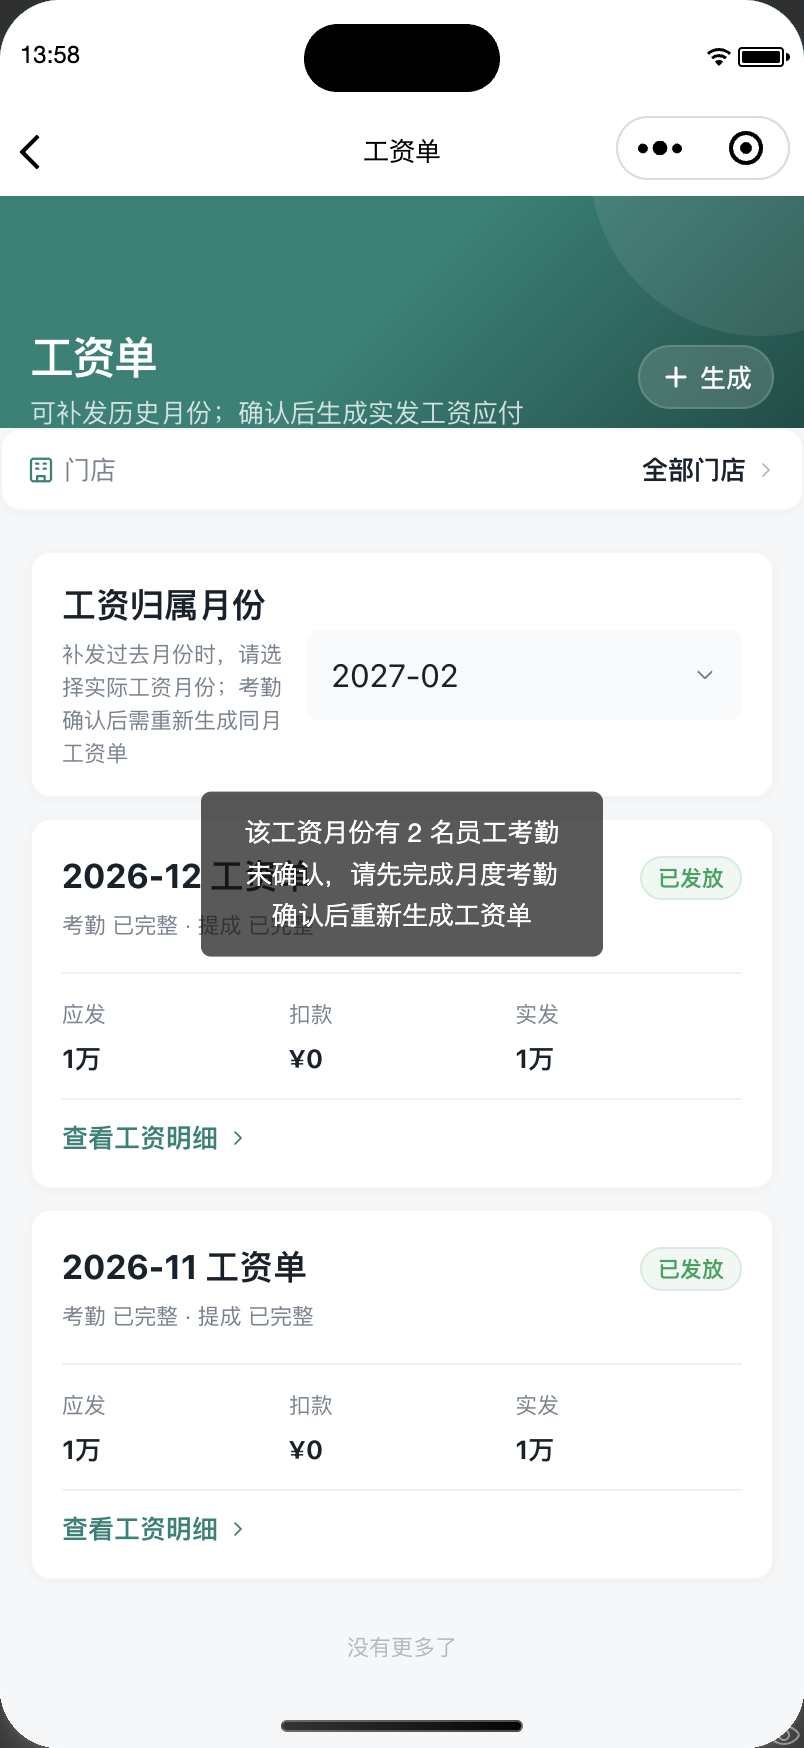 13:58
工资单
工资单
+ 生成
可补发历史月份；确认后生成实发工资应付
门店
全部门店
工资归属月份
补发过去月份时，请选
择实际工资月份；考勤
确认后需重新生成同月
工资单
2027-02
该工资月份有 2 名员工考勤
未确认，请先完成月度考勤
确认后重新生成工资单
2026-12 工资单
已发放
考勤 已完整 · 提成 已完整
应发
扣款
实发
1万
¥0
1万
查看工资明细
2026-11 工资单
已发放
考勤 已完整 · 提成 已完整
应发
扣款
实发
1万
¥0
1万
查看工资明细
没有更多了